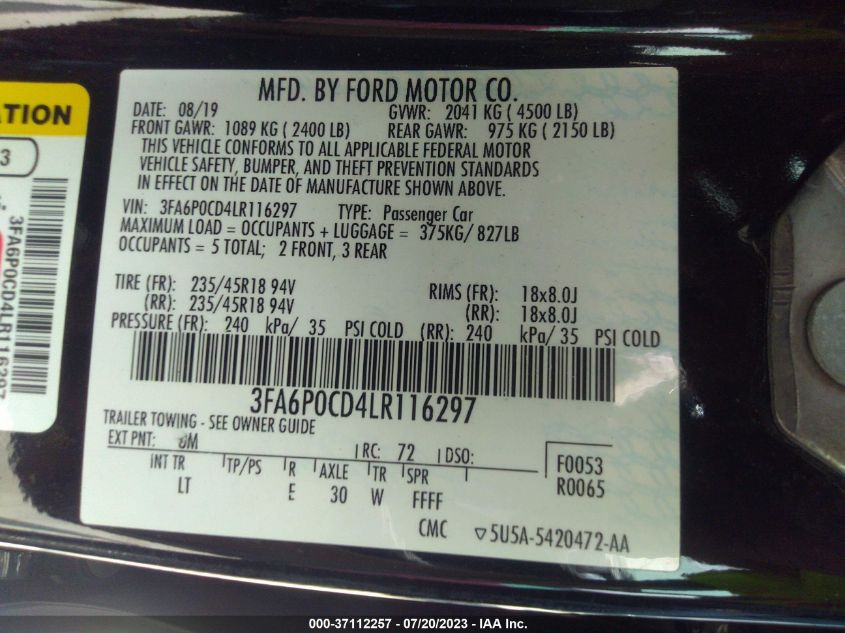 MFD. BY FORD MOTOR CO.
DATE: 08/19 GVWR: 2041 KG ( 4500 LB)
FRONT GAWR: 1089 KG ( 2400 LB) REAR GAWR: 975 KG ( 2150 LB)
THIS VEHICLE CONFORMS TO ALL APPLICABLE FEDERAL MOTOR
VEHICLE SAFETY, BUMPER, AND THEFT PREVENTION STANDARDS
IN EFFECT ON THE DATE OF MANUFACTURE SHOWN ABOVE.
VIN: 3FA6P0CD4LR116297 TYPE: Passenger Car
MAXIMUM LOAD = OCCUPANTS + LUGGAGE = 375KG/ 827LB
OCCUPANTS = 5 TOTAL; 2 FRONT, 3 REAR
TIRE (FR): 235/45R18 94V RIMS (FR): 18x8.0J
(RR): 235/45R18 94V (RR): 18x8.0J
PRESSURE (FR): 240 kPa/ 35 PSI COLD (RR): 240 kPa/ 35 PSI COLD
3FA6P0CD4LR116297
TRAILER TOWING - SEE OWNER GUIDE
EXT PNT: RC: 72 DSO: F0053
INT TR TP/PS R AXLE TR SPR R0065
LT E 30 W FFFF
CMC 5U5A-5420472-AA
3
3FA6P0CD4LR116297
000-37112257 / 07/20/2023 / IAA Inc.